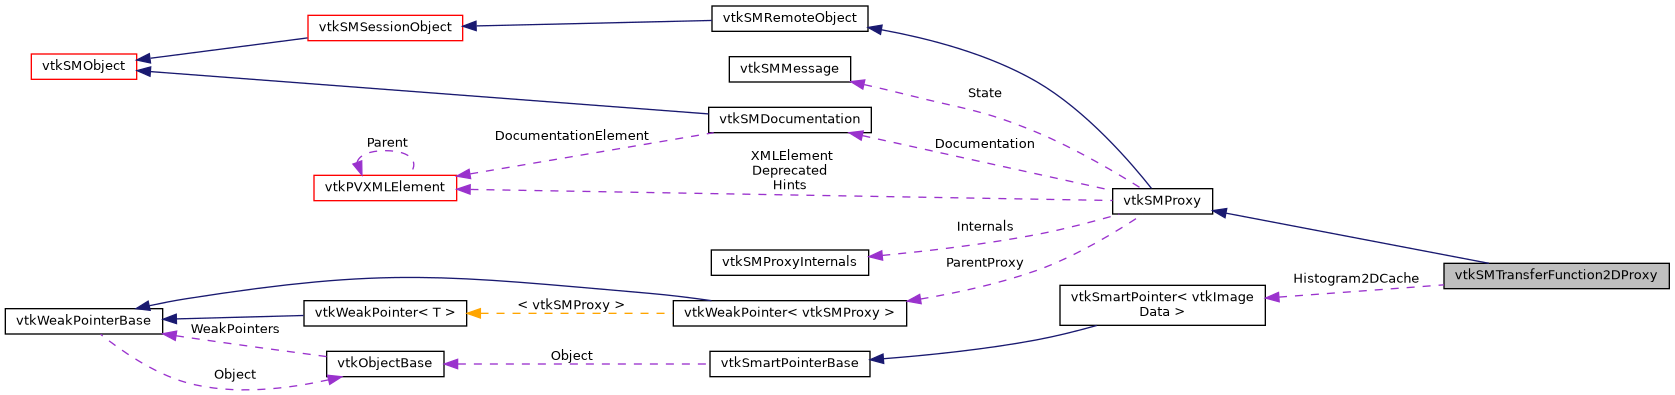 vtkSMRemoteObject
vtkSMSessionObject
vtkSMObject
vtkSMMessage
State
vtkSMDocumentation
DocumentationElement
Documentation
Parent
XMLElement
Deprecated
Hints
vtkPVXMLElement
vtkSMProxy
Internals
vtkSMProxyInternals
ParentProxy
vtkSMTransferFunction2DProxy
Histogram2DCache
vtkSmartPointer< vtkImage
Data >
< vtkSMProxy >
vtkWeakPointerBase
vtkWeakPointer< T >
vtkWeakPointer< vtkSMProxy >
WeakPointers
Object
vtkObjectBase
vtkSmartPointerBase
Object